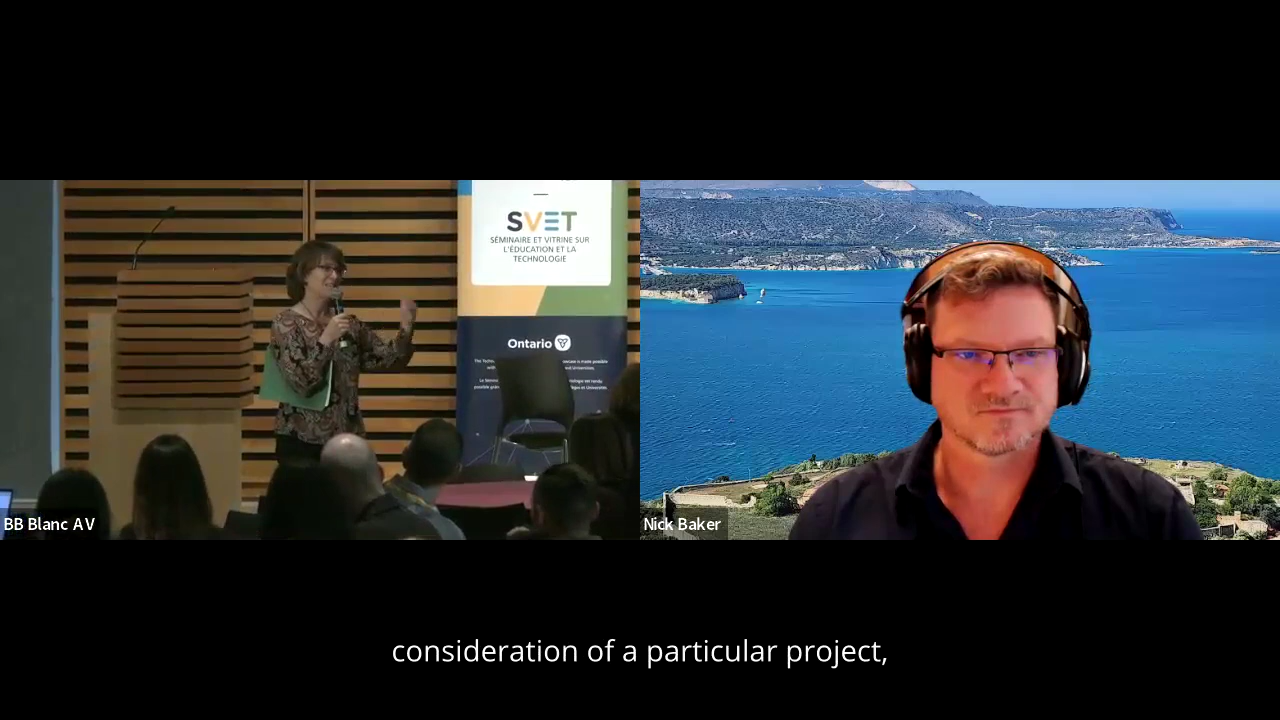 SVET
SÉMINAIRE ET VITRINE SUR
L'ÉDUCATION ET LA
TECHNOLOGIE
Ontario
BB Blanc AV
Nick Baker
consideration of a particular project,